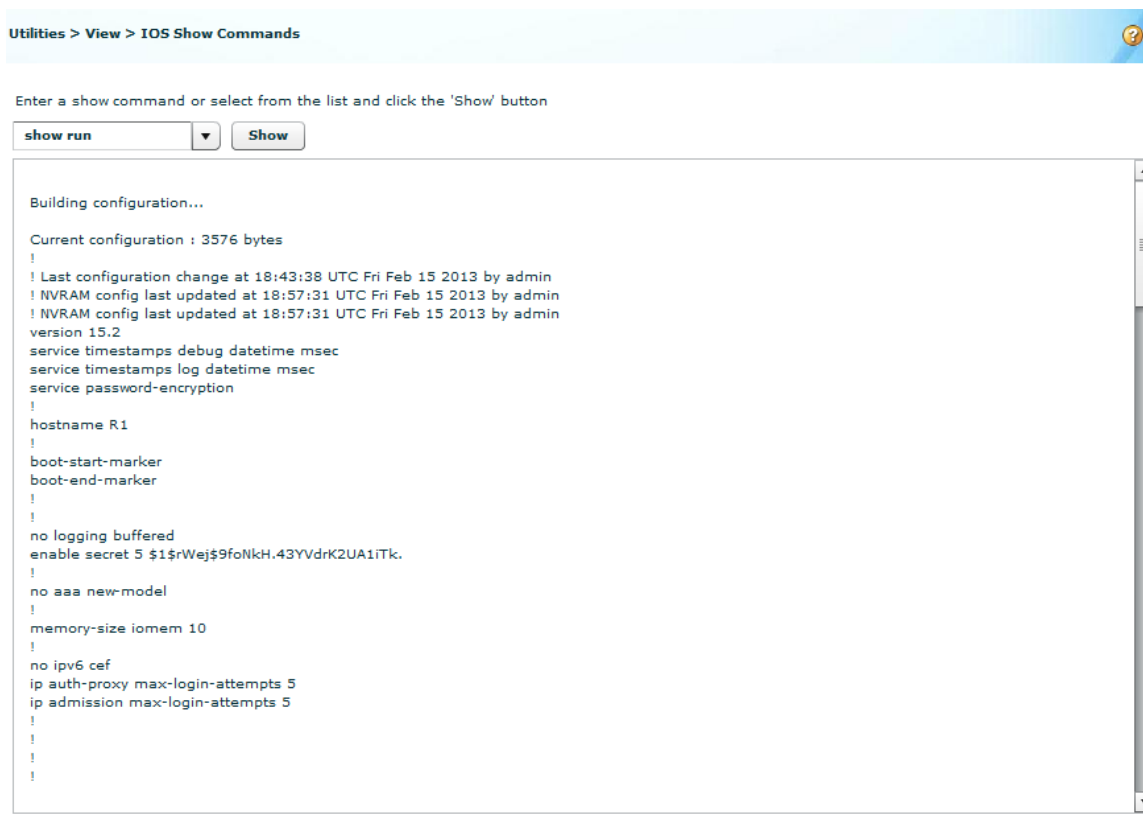 Utilities > View > IOS Show Commands
?
Enter a show command or select from the list and click the 'Show' button
show run
Show
Building configuration...
Current configuration : 3576 bytes
!
! Last configuration change at 18:43:38 UTC Fri Feb 15 2013 by admin
! NVRAM config last updated at 18:57:31 UTC Fri Feb 15 2013 by admin
! NVRAM config last updated at 18:57:31 UTC Fri Feb 15 2013 by admin
version 15.2
service timestamps debug datetime msec
service timestamps log datetime msec
service password-encryption
!
hostname R1
!
boot-start-marker
boot-end-marker
!
!
no logging buffered
enable secret 5 $1$rWej$9foNkH.43YVdrK2UA1iTk.
!
no aaa new-model
!
memory-size iomem 10
!
no ipv6 cef
ip auth-proxy max-login-attempts 5
ip admission max-login-attempts 5
!
!
!
!